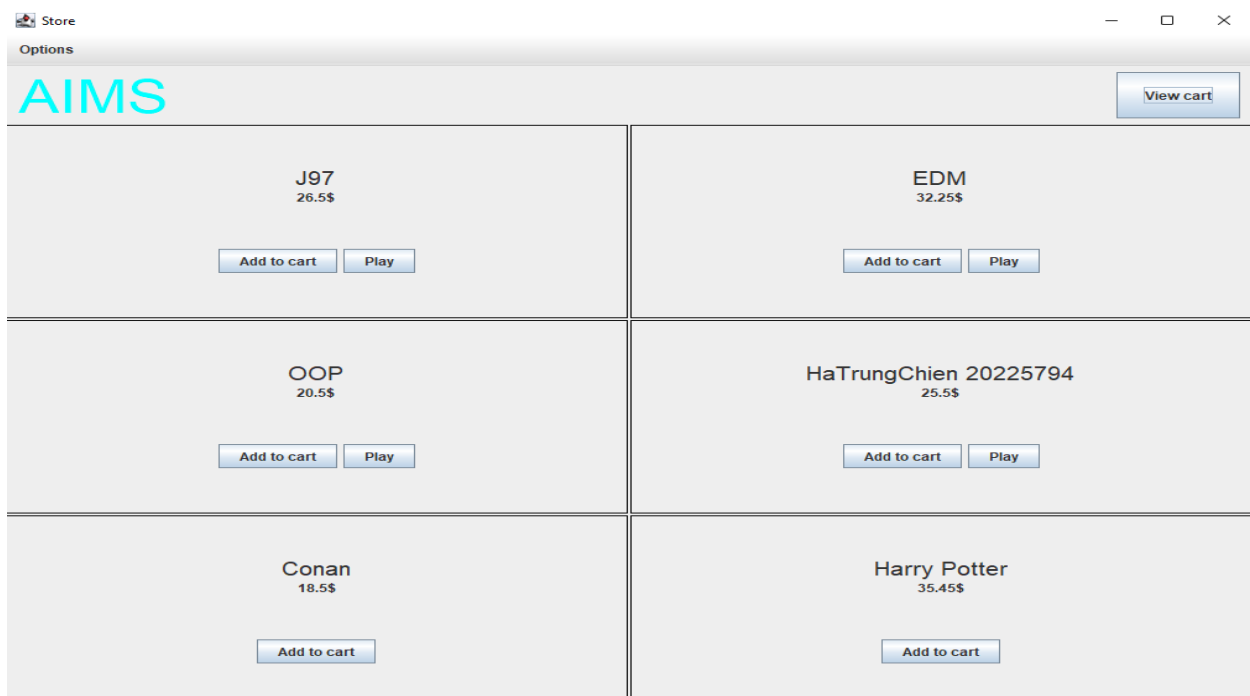 Store
Options
AIMS
View cart
J97
26.5$
Add to cart
Play
EDM
32.25$
Add to cart
Play
OOP
20.5$
Add to cart
Play
HaTrungChien 20225794
25.5$
Add to cart
Play
Conan
18.5$
Add to cart
Harry Potter
35.45$
Add to cart